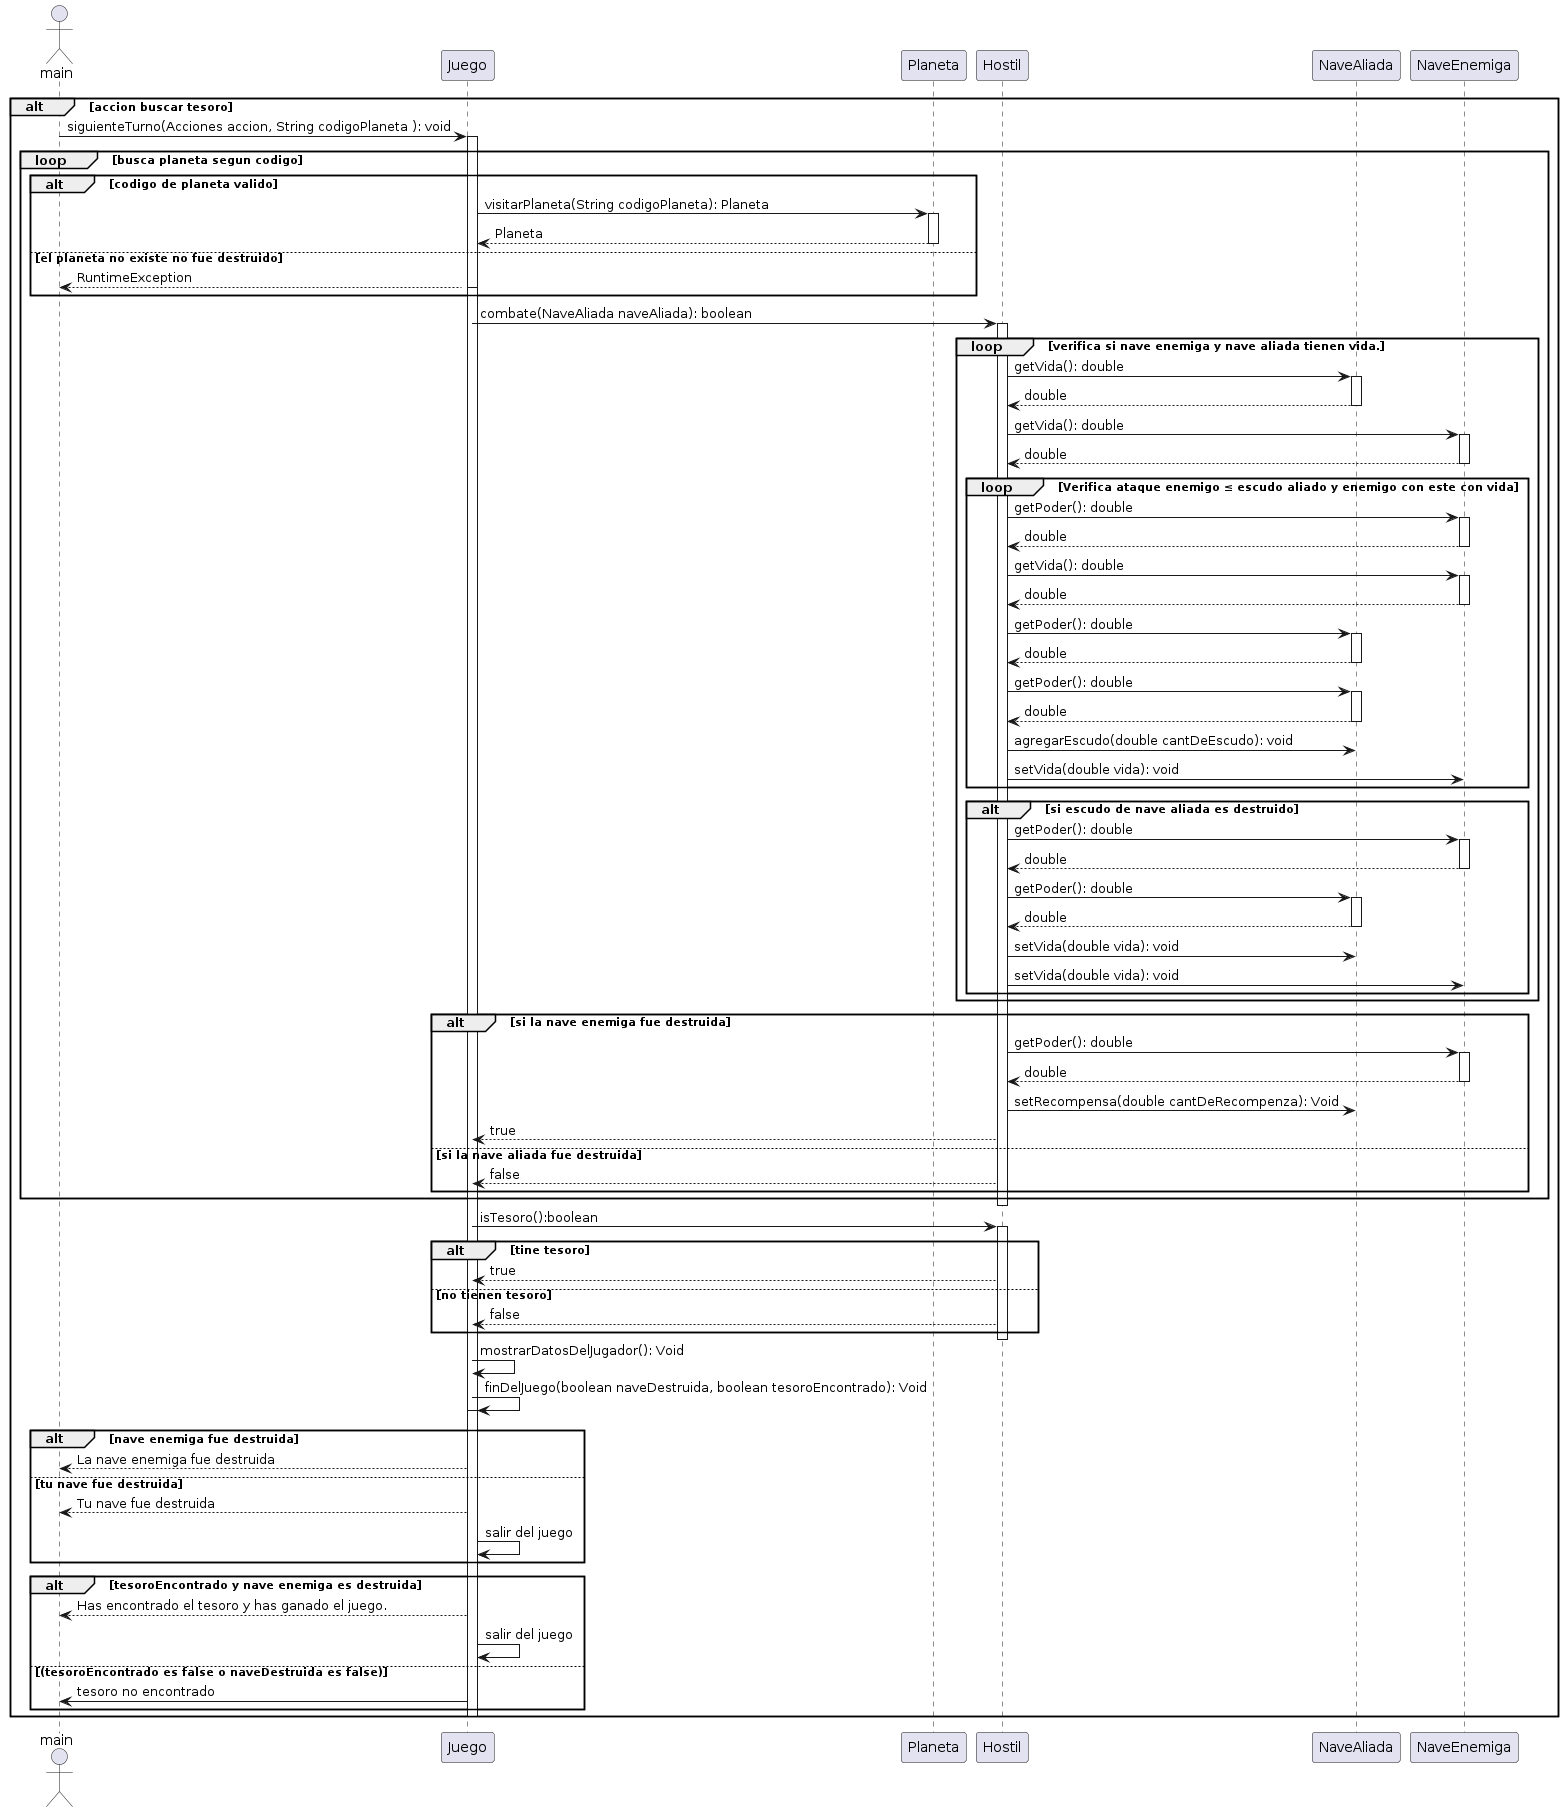 main
Juego
Planeta
Hostil
NaveAliada
NaveEnemiga
alt [accion buscar tesoro]
siguienteTurno(Acciones accion, String codigoPlaneta ): void
loop [busca planeta segun codigo]
alt [codigo de planeta valido]
visitarPlaneta(String codigoPlaneta): Planeta
Planeta
[el planeta no existe no fue destruido]
RuntimeException
combate(NaveAliada naveAliada): boolean
loop [verifica si nave enemiga y nave aliada tienen vida.]
getVida(): double
double
getVida(): double
double
loop [Verifica ataque enemigo ≤ escudo aliado y enemigo con este con vida]
getPoder(): double
double
getVida(): double
double
getPoder(): double
double
getPoder(): double
double
agregarEscudo(double cantDeEscudo): void
setVida(double vida): void
alt [si escudo de nave aliada es destruido]
getPoder(): double
double
getPoder(): double
double
setVida(double vida): void
setVida(double vida): void
alt [si la nave enemiga fue destruida]
getPoder(): double
double
setRecompensa(double cantDeRecompenza): Void
true
[si la nave aliada fue destruida]
false
isTesoro():boolean
alt [tine tesoro]
true
[no tienen tesoro]
false
mostrarDatosDelJugador(): Void
finDelJuego(boolean naveDestruida, boolean tesoroEncontrado): Void
alt [nave enemiga fue destruida]
La nave enemiga fue destruida
[tu nave fue destruida]
Tu nave fue destruida
salir del juego
alt [tesoroEncontrado y nave enemiga es destruida]
Has encontrado el tesoro y has ganado el juego.
salir del juego
[(tesoroEncontrado es false o naveDestruida es false)]
tesoro no encontrado
main
Juego
Planeta
Hostil
NaveAliada
NaveEnemiga